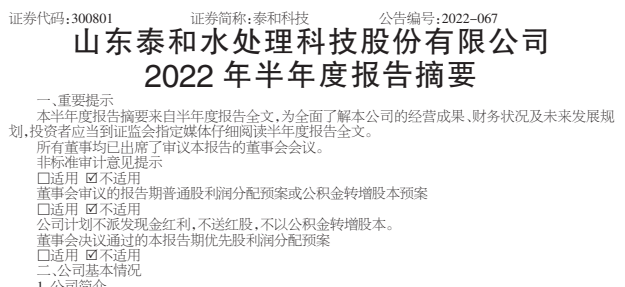 证券代码:300801 证券简称:泰和科技 公告编号:2022-067
山东泰和水处理科技股份有限公司
2022 年半年度报告摘要
一、重要提示
本半年度报告摘要来自半年度报告全文,为全面了解本公司的经营成果、财务状况及未来发展规
划,投资者应当到证监会指定媒体仔细阅读半年度报告全文。
所有董事均已出席了审议本报告的董事会会议。
非标准审计意见提示
□适用 ☑不适用
董事会审议的报告期普通股利润分配预案或公积金转增股本预案
□适用 ☑不适用
公司计划不派发现金红利,不送红股,不以公积金转增股本。
董事会决议通过的本报告期优先股利润分配预案
□适用 ☑不适用
二、公司基本情况
1.公司简介